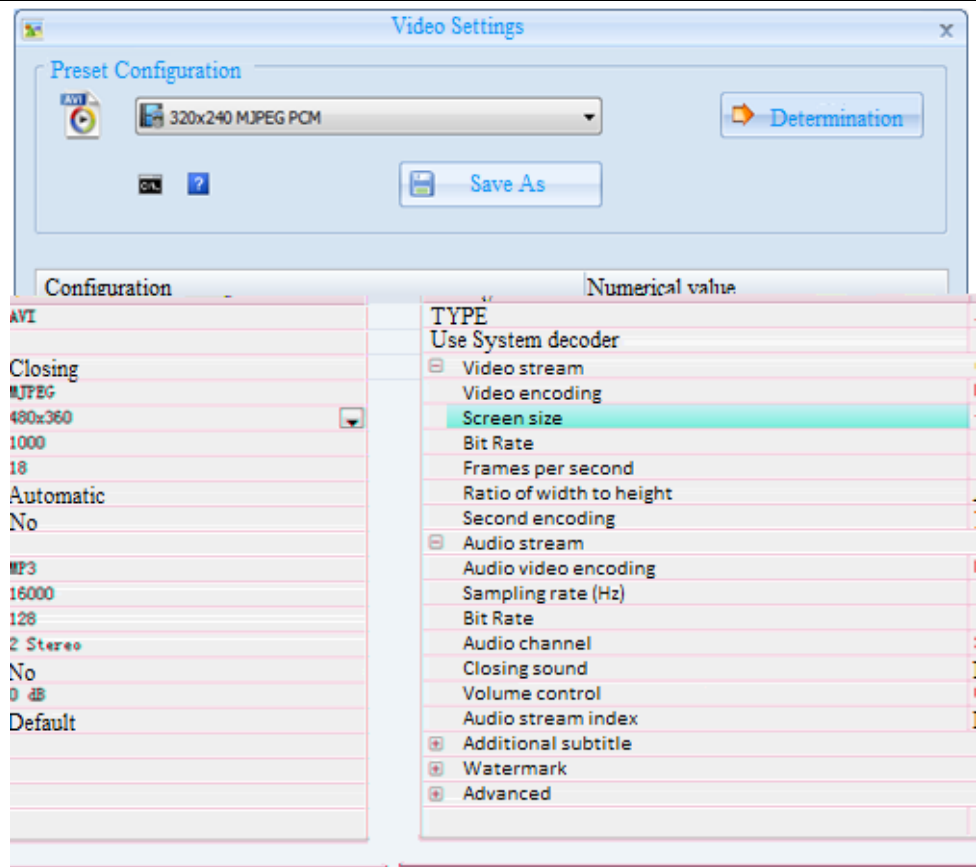 Video Settings
Preset Configuration
AVI
320x240 MJPEG PCM
Determination
Save As
Configuration Numerical value
AVI TYPE
Use System decoder
Closing Video stream
MJPEG Video encoding
480x360 Screen size
1000 Bit Rate
18 Frames per second
Automatic Ratio of width to height
No Second encoding
Audio stream
MP3 Audio video encoding
16000 Sampling rate (Hz)
128 Bit Rate
2 Stereo Audio channel
No Closing sound
0 dB Volume control
Default Audio stream index
Additional subtitle
Watermark
Advanced